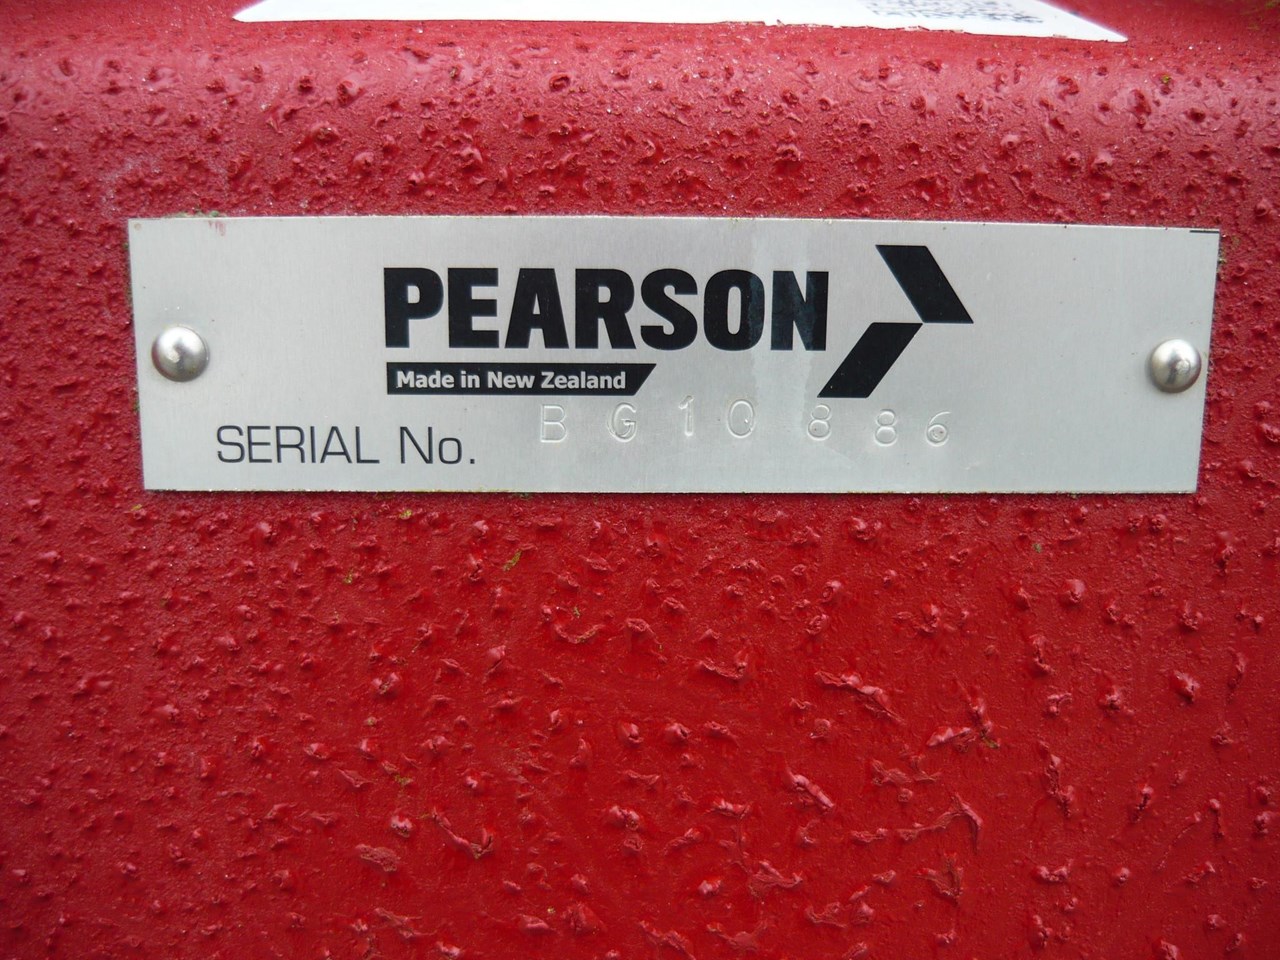 PEARSON
Made in New Zealand
SERIAL No. BG10886